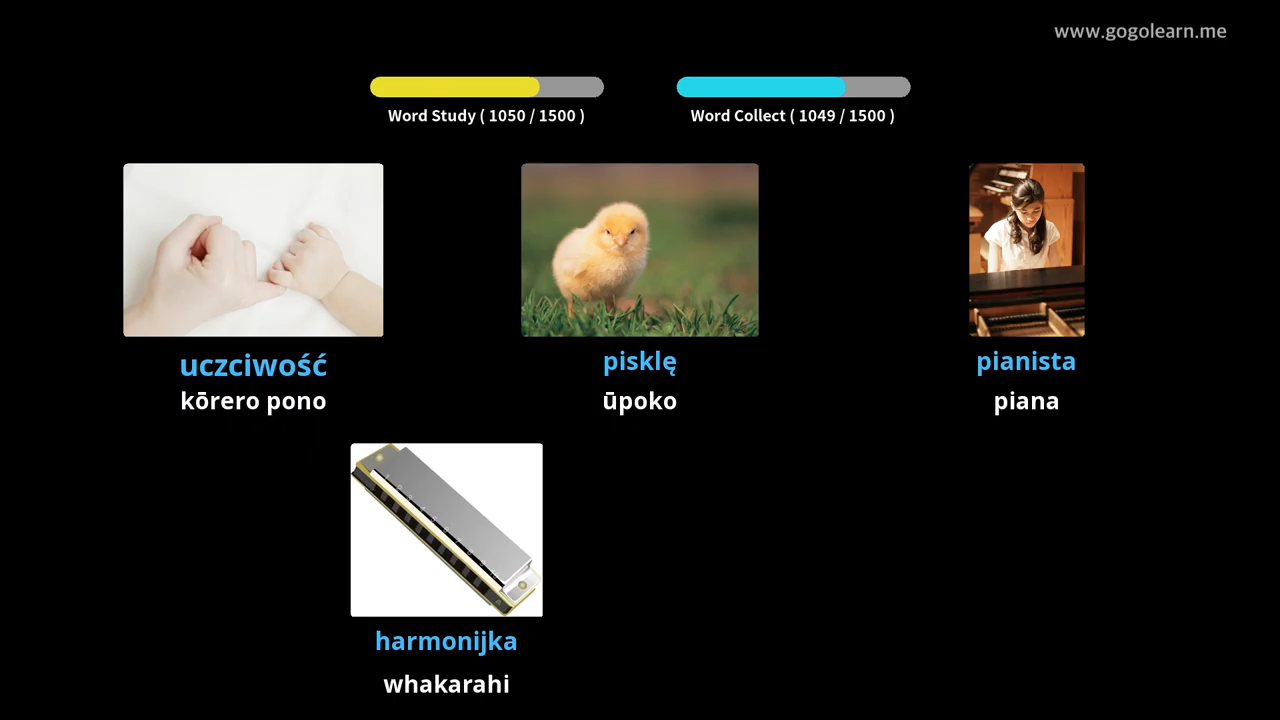 www.gogolearn.me
Word Study ( 1050 / 1500 )
Word Collect ( 1049 / 1500 )
uczciwość
kōrero pono
pisklę
ūpoko
pianista
piana
harmonijka
whakarahi